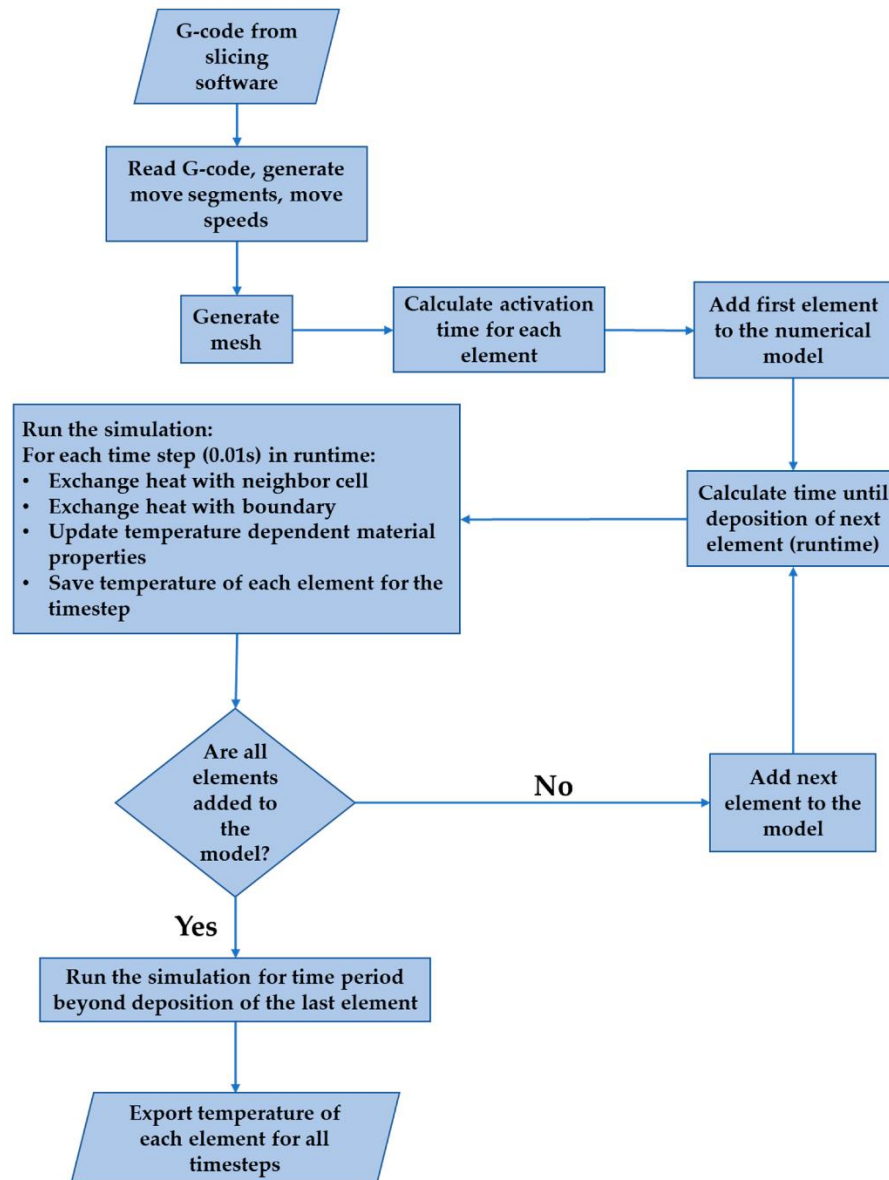 G-code from
slicing
software
Read G-code, generate
move segments, move
speeds
Generate
mesh
Calculate activation
time for each
element
Add first element
to the numerical
model
Run the simulation:
For each time step (0.01s) in runtime:
• Exchange heat with neighbor cell
• Exchange heat with boundary
• Update temperature dependent material
properties
• Save temperature of each element for the
timestep
Calculate time until
deposition of next
element (runtime)
Are all
elements
added to
the
model?
No
Add next
element to the
model
Yes
Run the simulation for time period
beyond deposition of the last element
Export temperature of
each element for all
timesteps